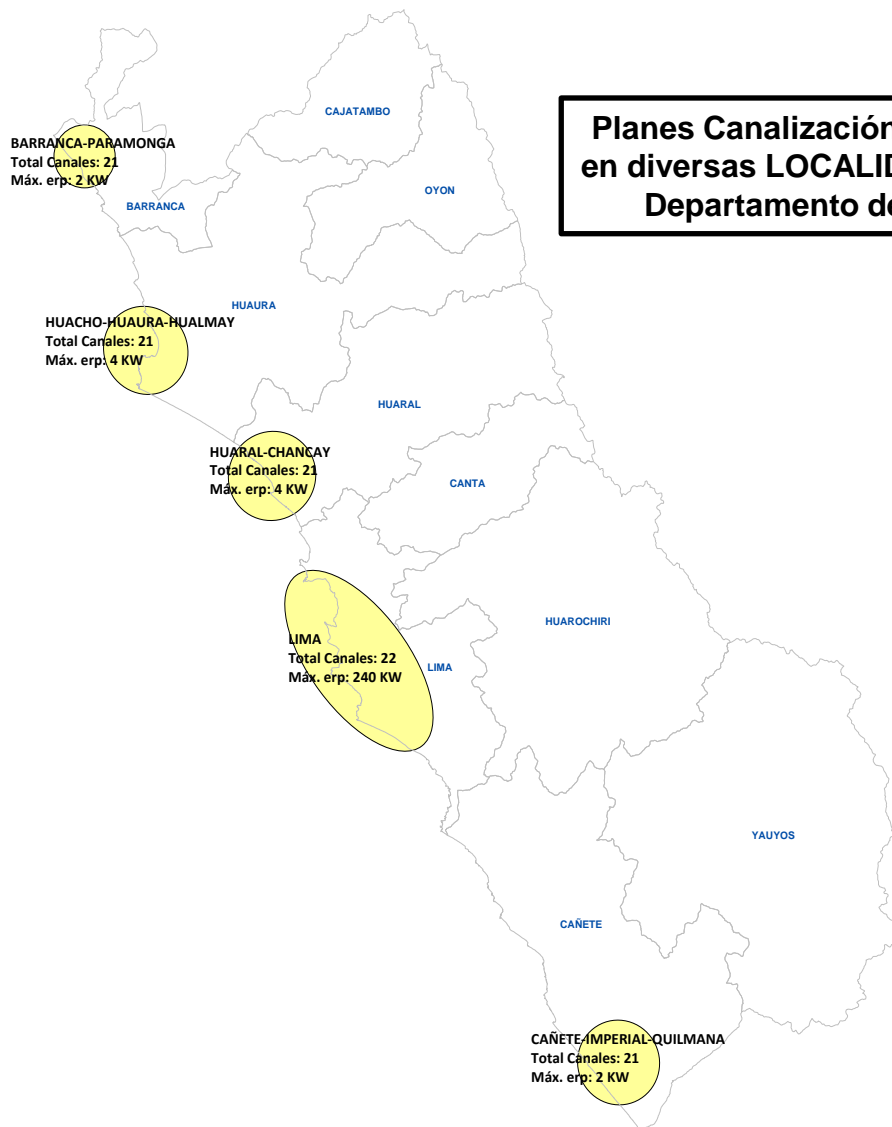 Planes Canalización
en diversas LOCALID
Departamento de
CAJATAMBO
BARRANCA-PARAMONGA
Total Canales: 21
Máx. erp: 2 KW
OYON
BARRANCA
HUAURA
HUACHO-HUAURA-HUALMAY
Total Canales: 21
Máx. erp: 4 KW
HUARAL
HUARAL-CHANCAY
Total Canales: 21
Máx. erp: 4 KW
CANTA
HUAROCHIRI
LIMA
Total Canales: 22
Máx. erp: 240 KW
LIMA
YAUYOS
CAÑETE
CAÑETE-IMPERIAL-QUILMANA
Total Canales: 21
Máx. erp: 2 KW